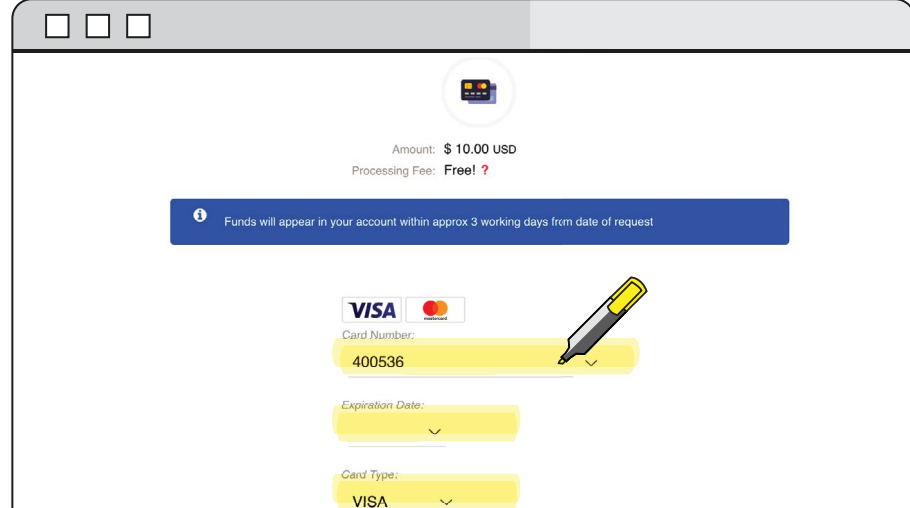 Amount: $ 10.00 USD
Processing Fee: Free! ?
Funds will appear in your account within approx 3 working days from date of request
VISA mastercard
Card Number:
400536
Expiration Date:
Card Type:
VISA